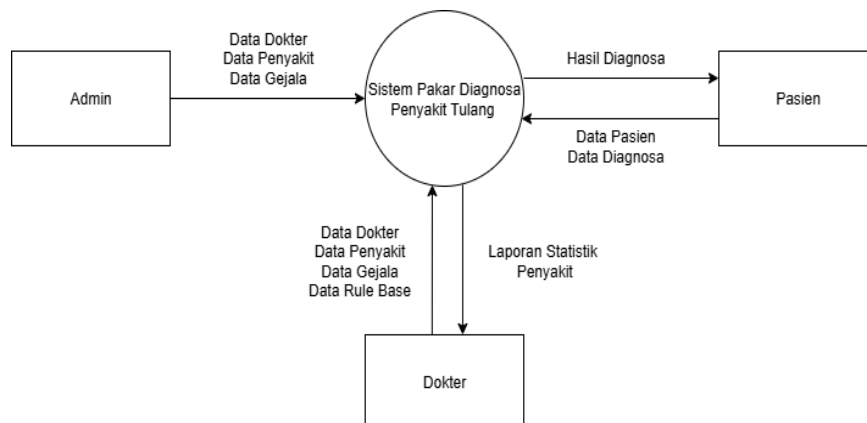 Data Dokter
Data Penyakit
Data Gejala
Admin
Sistem Pakar Diagnosa
Penyakit Tulang
Hasil Diagnosa
Pasien
Data Pasien
Data Diagnosa
Data Dokter
Data Penyakit
Data Gejala
Data Rule Base
Laporan Statistik
Penyakit
Dokter